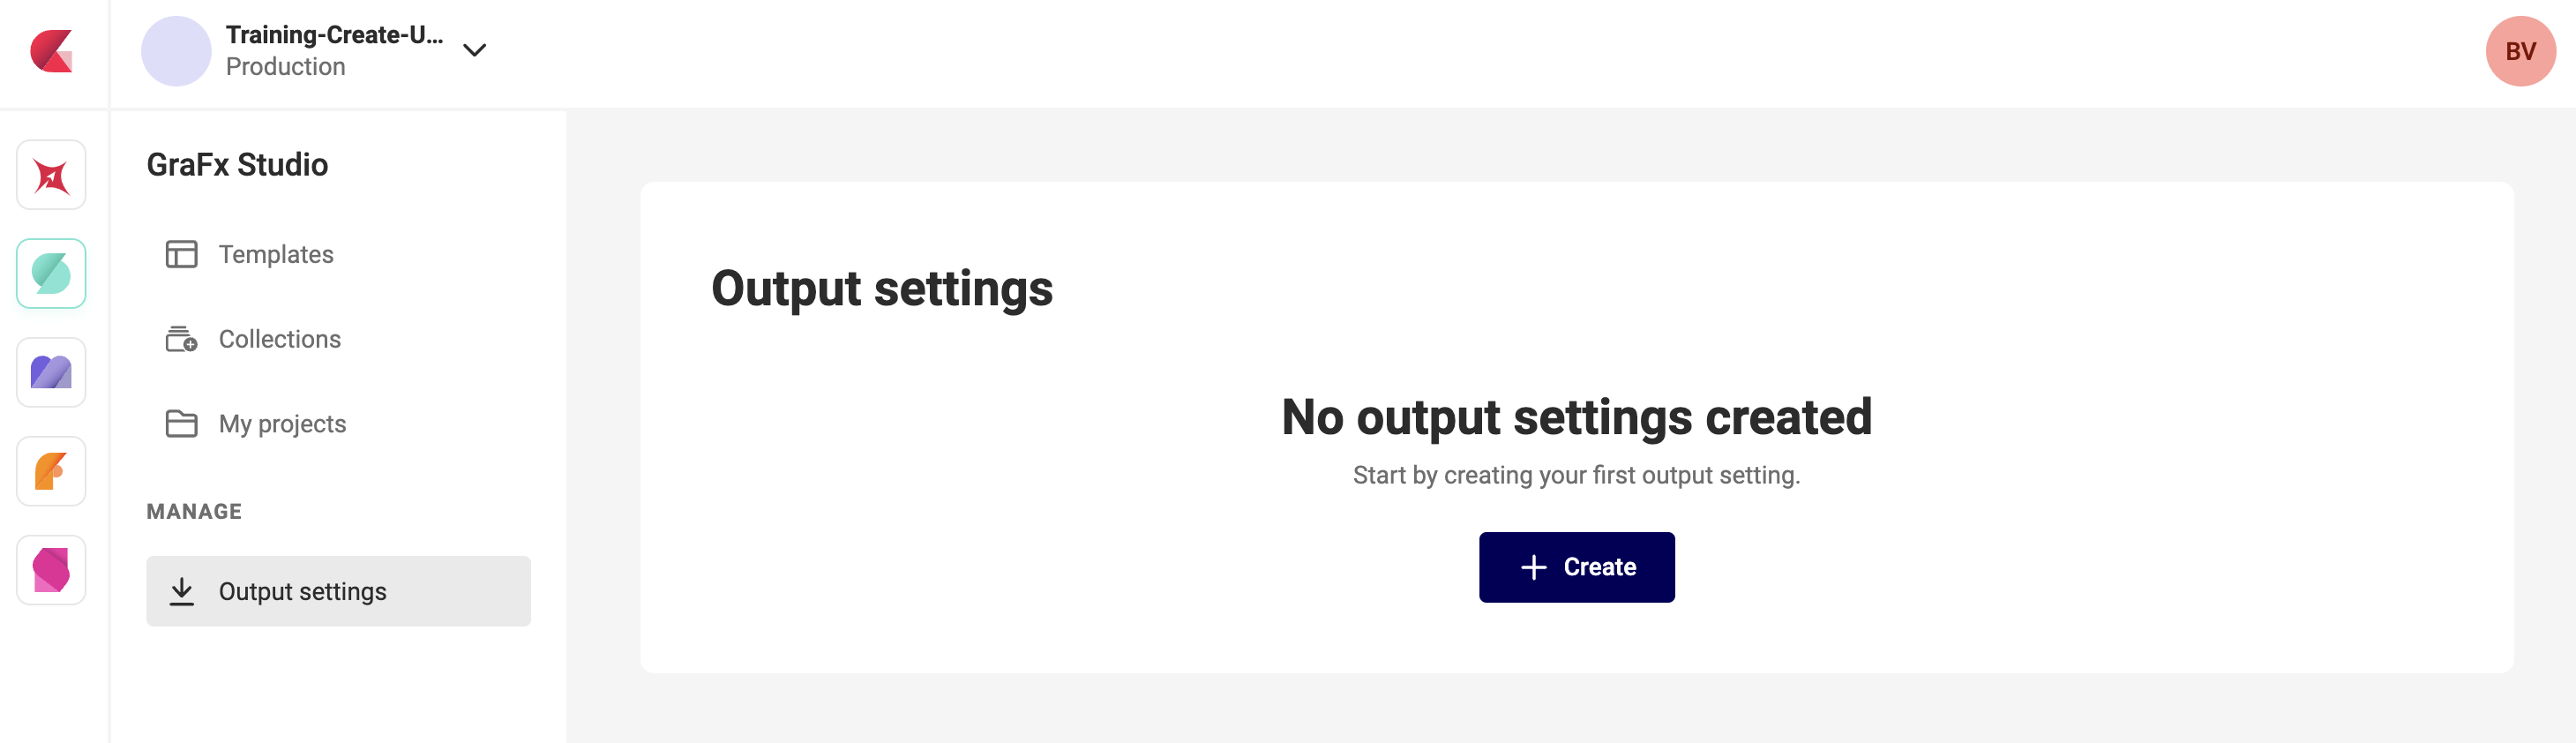 Training-Create-U...
Production
BV
GraFx Studio
Templates
Collections
My projects
MANAGE
Output settings
Output settings
No output settings created
Start by creating your first output setting.
Create